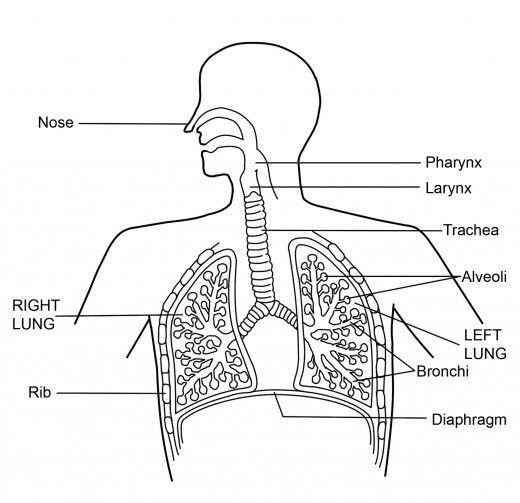 Nose
Pharynx
Larynx
Trachea
Alveoli
RIGHT
LUNG
LEFT
LUNG
Bronchi
Rib
Diaphragm